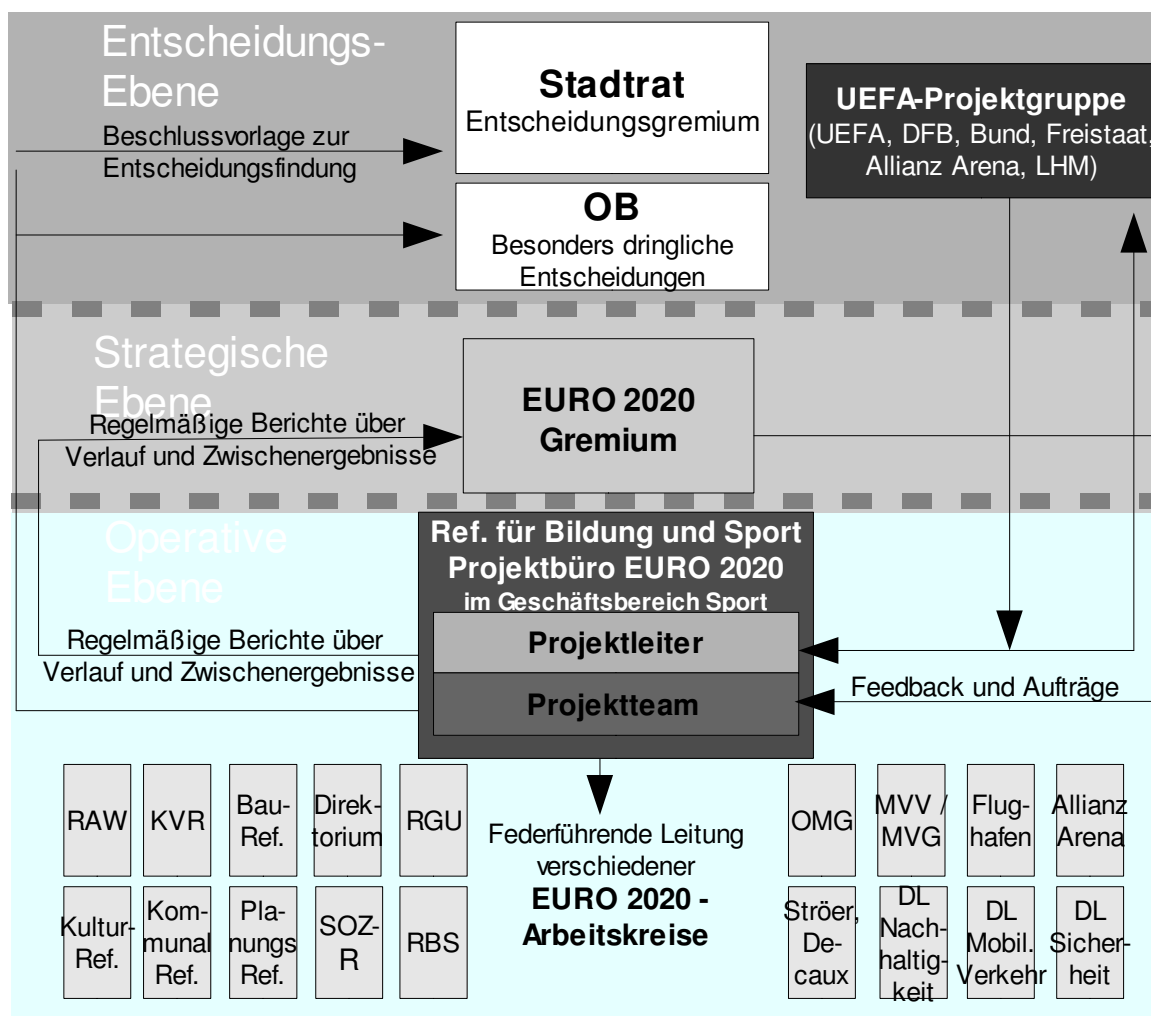 Entscheidungs-
Ebene
Beschlussvorlage zur
Entscheidungsfindung
Stadtrat
Entscheidungsgremium
OB
Besonders dringliche
Entscheidungen
UEFA-Projektgruppe
(UEFA, DFB, Bund, Freistaat,
Allianz Arena, LHM)
Strategische
Ebene
Regelmäßige Berichte über
Verlauf und Zwischenergebnisse
EURO 2020
Gremium
Operative
Ebene
Regelmäßige Berichte über
Verlauf und Zwischenergebnisse
Ref. für Bildung und Sport
Projektbüro EURO 2020
im Geschäftsbereich Sport
Projektleiter
Projektteam
Feedback und Aufträge
RAW
KVR
Bau-
Ref.
Direk-
torium
RGU
Kultur-
Ref.
Kom-
munal
Ref.
Pla-
nungs
Ref.
SOZ-
R
RBS
Federführende Leitung
verschiedener
EURO 2020 -
Arbeitskreise
OMG
MVV /
MVG
Flug-
hafen
Allianz
Arena
Ströer,
De-
caux
DL
Nach-
haltig-
keit
DL
Mobil.
Verkehr
DL
Sicher-
heit